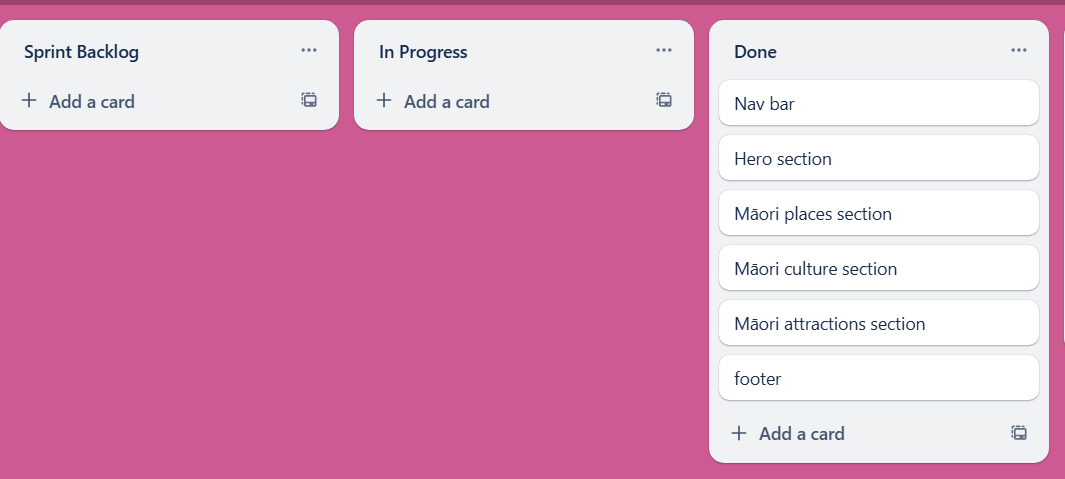 Sprint Backlog
Add a card
In Progress
Add a card
Done
Nav bar
Hero section
Māori places section
Māori culture section
Māori attractions section
footer
Add a card